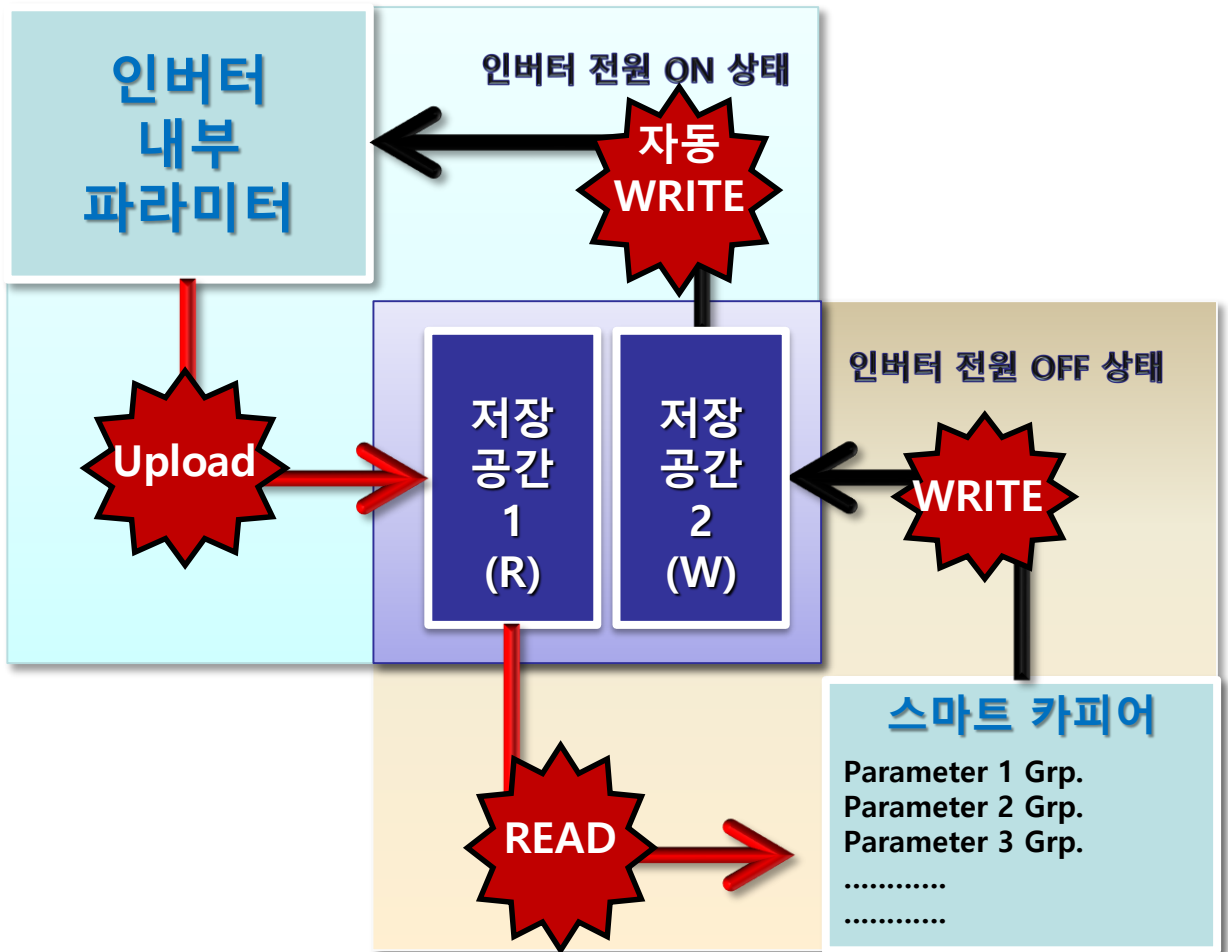 인버터
내부
파라미터
인버터 전원 ON 상태
자동
WRITE
인버터 전원 OFF 상태
Upload
저장
공간
1
(R)
저장
공간
2
(W)
WRITE
READ
스마트 카피어
Parameter 1 Grp.
Parameter 2 Grp.
Parameter 3 Grp.
............
............